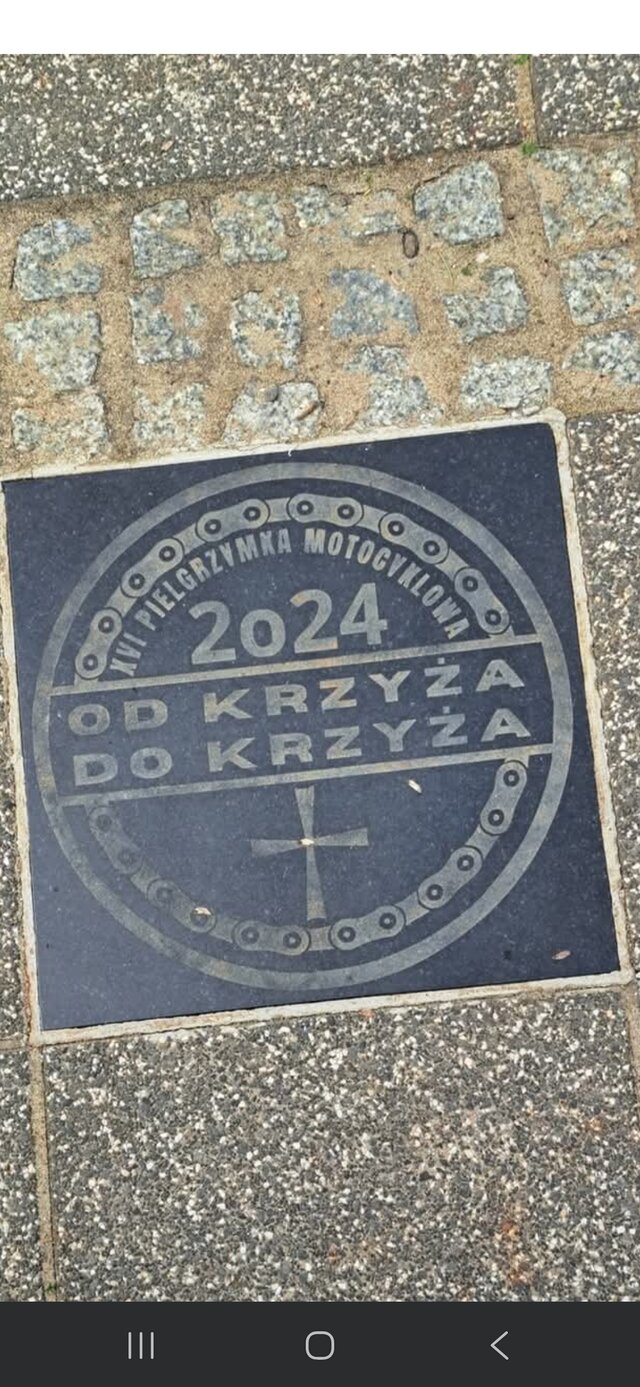 XVI PIELGRZYMKA MOTOCYKLOWA
2024
OD KRZYŻA
DO KRZYŻA